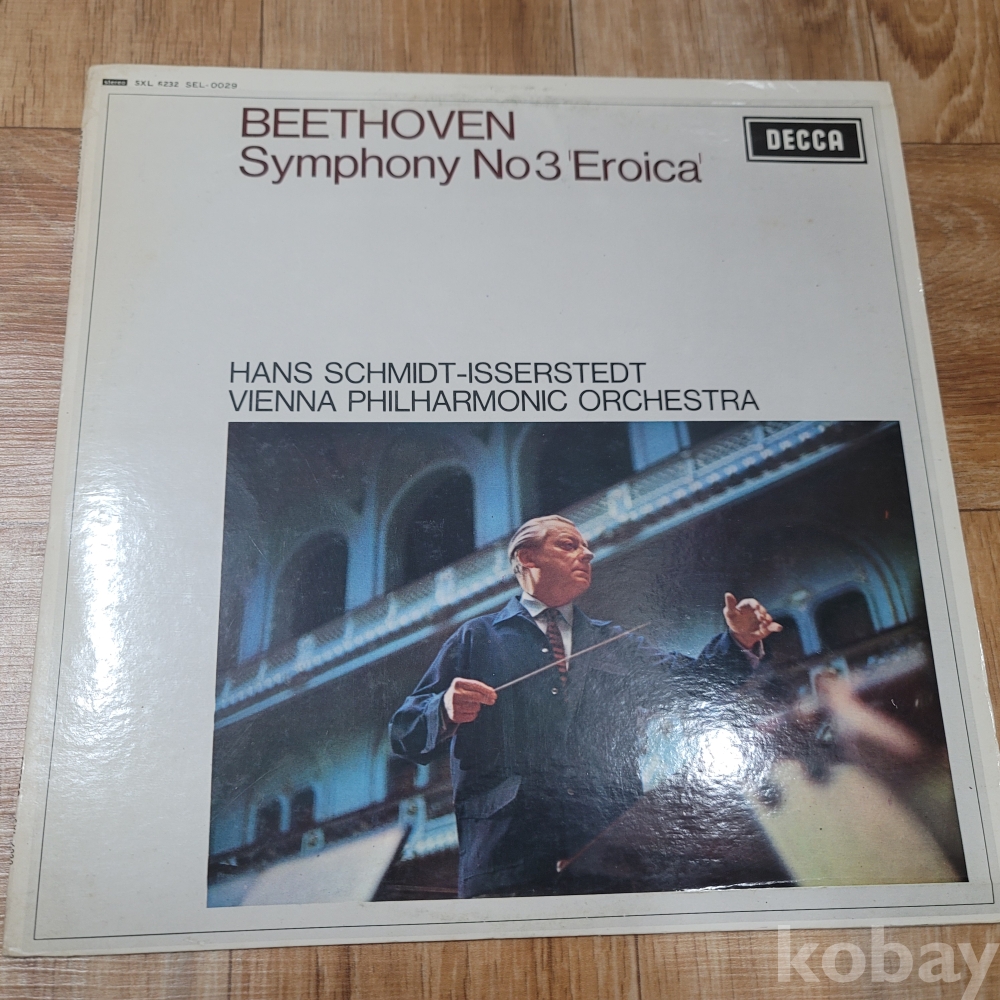 stereo SXL 6232 SEL-0029
BEETHOVEN
Symphony No3 'Eroica'
DECCA
HANS SCHMIDT-ISSERSTEDT
VIENNA PHILHARMONIC ORCHESTRA
kobay